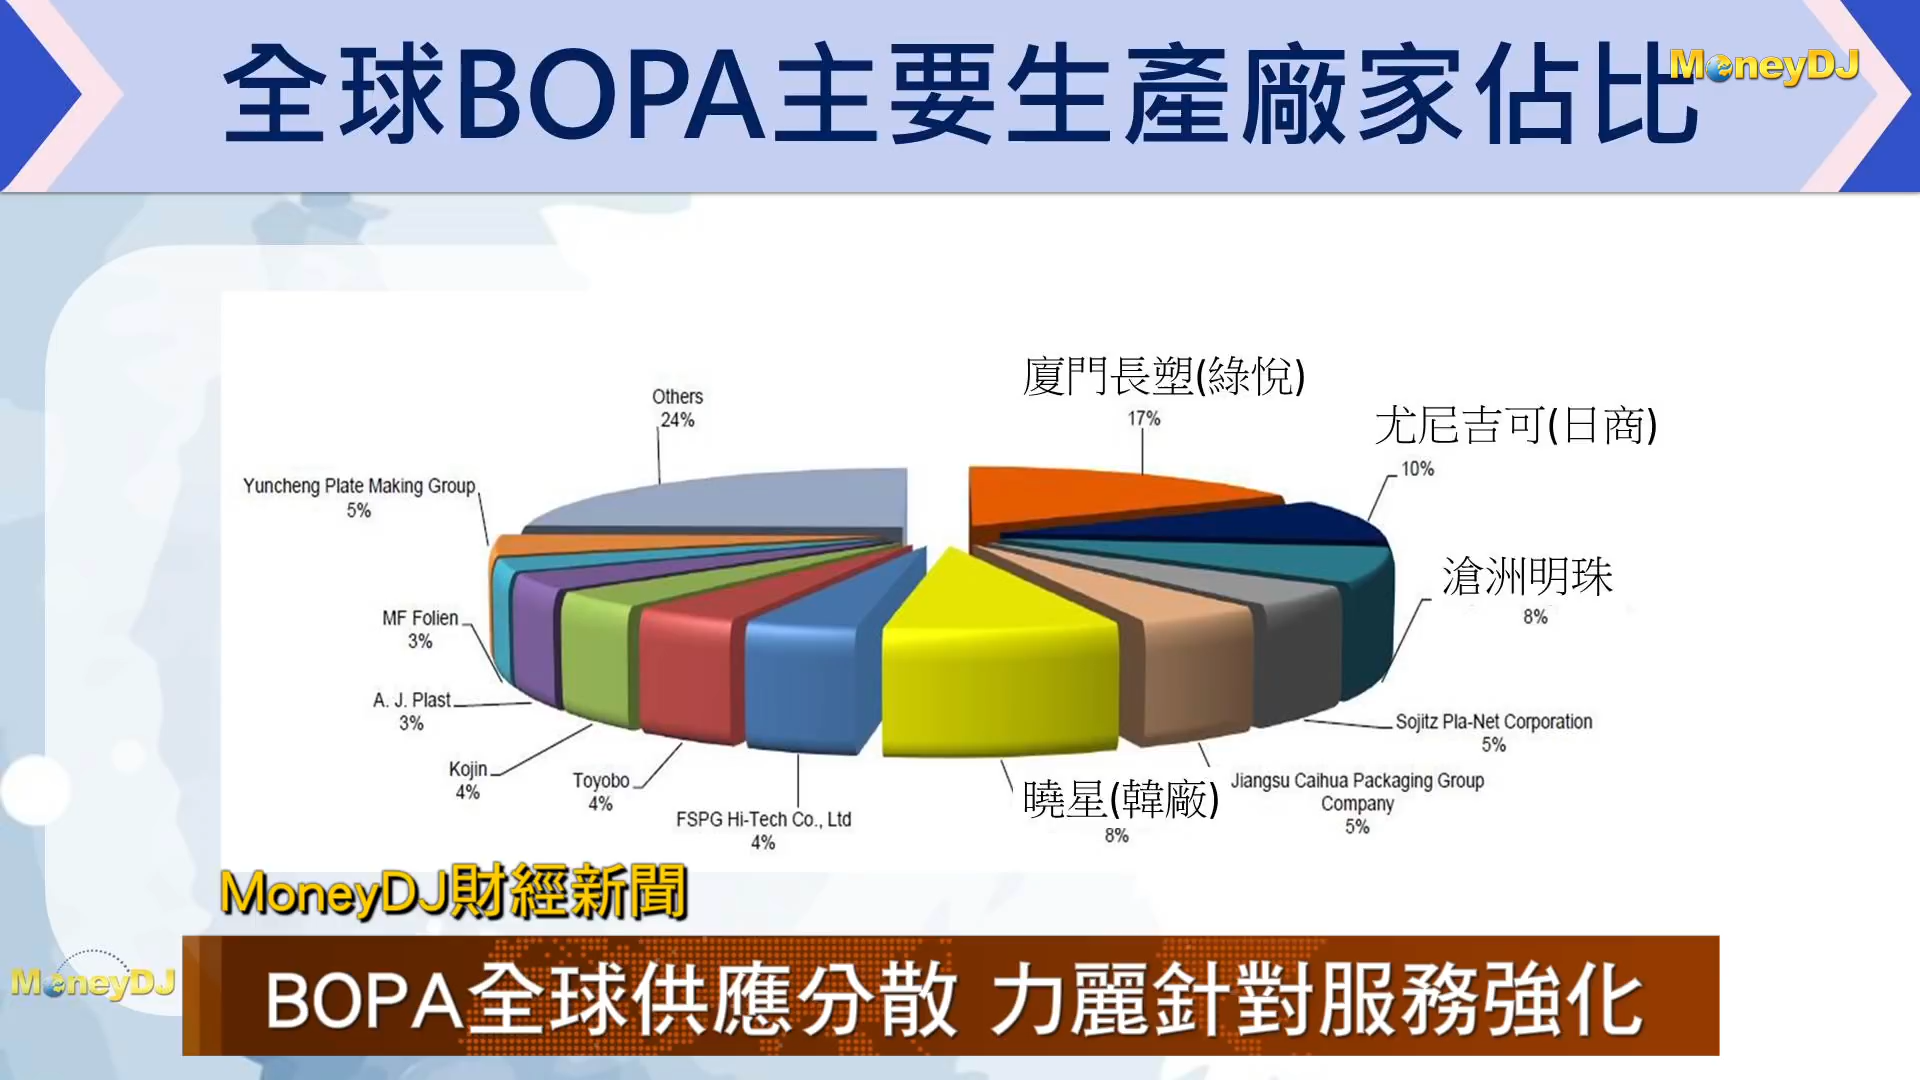 全球BOPA主要生產廠家佔比
MoneyDJ
廈門長塑(綠悅)
17%
尤尼吉可(日商)
10%
滄洲明珠
8%
Sojitz Pla-Net Corporation
5%
Jiangsu Caihua Packaging Group
Company
5%
曉星(韓廠)
8%
FSPG Hi-Tech Co., Ltd
4%
Toyobo
4%
Kojin
4%
A. J. Plast
3%
MF Folien
3%
Yuncheng Plate Making Group
5%
Others
24%
MoneyDJ財經新聞
MoneyDJ
BOPA全球供應分散 力麗針對服務強化